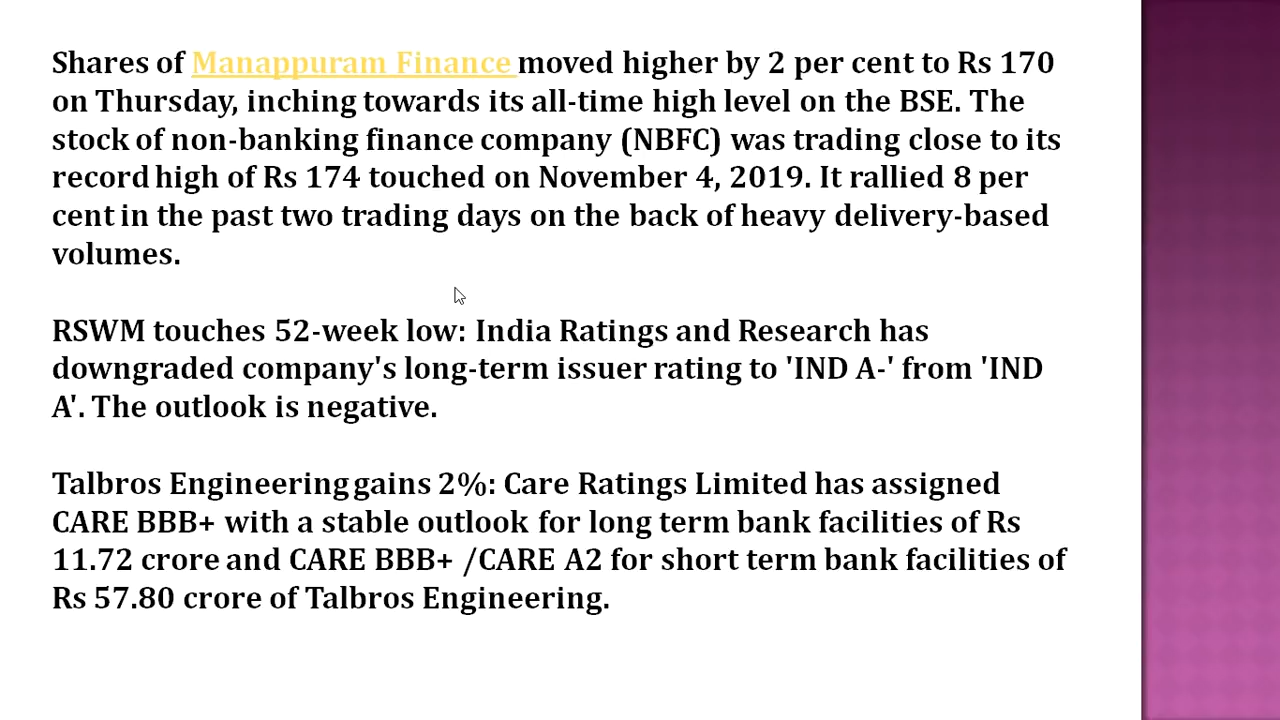 Shares of Manappuram Finance moved higher by 2 per cent to Rs 170
on Thursday, inching towards its all-time high level on the BSE. The
stock of non-banking finance company (NBFC) was trading close to its
record high of Rs 174 touched on November 4, 2019. It rallied 8 per
cent in the past two trading days on the back of heavy delivery-based
volumes.
RSWM touches 52-week low: India Ratings and Research has
downgraded company's long-term issuer rating to 'IND A-' from 'IND
A'. The outlook is negative.
Talbros Engineering gains 2%: Care Ratings Limited has assigned
CARE BBB+ with a stable outlook for long term bank facilities of Rs
11.72 crore and CARE BBB+ /CARE A2 for short term bank facilities of
Rs 57.80 crore of Talbros Engineering.